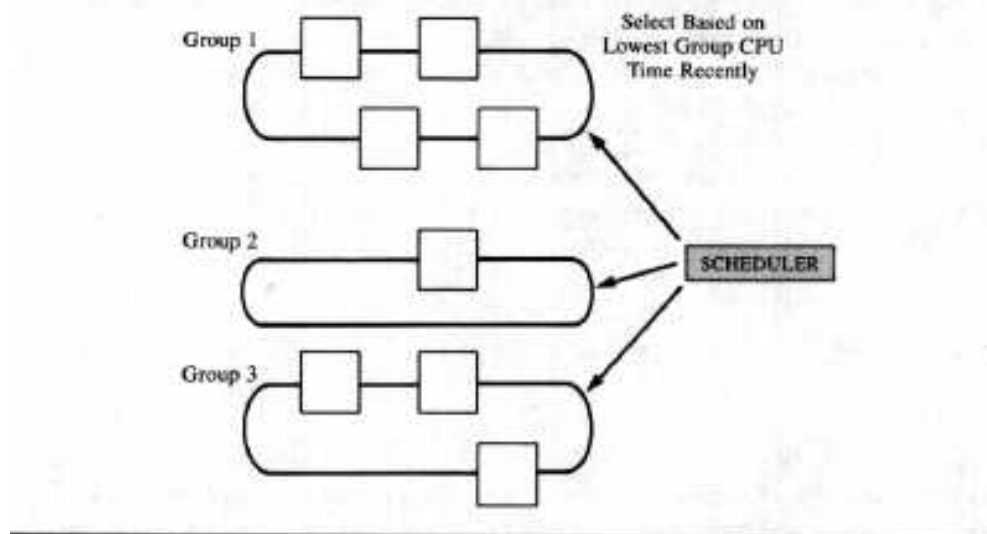 Group 1
Select Based on
Lowest Group CPU
Time Recently
Group 2
SCHEDULER
Group 3